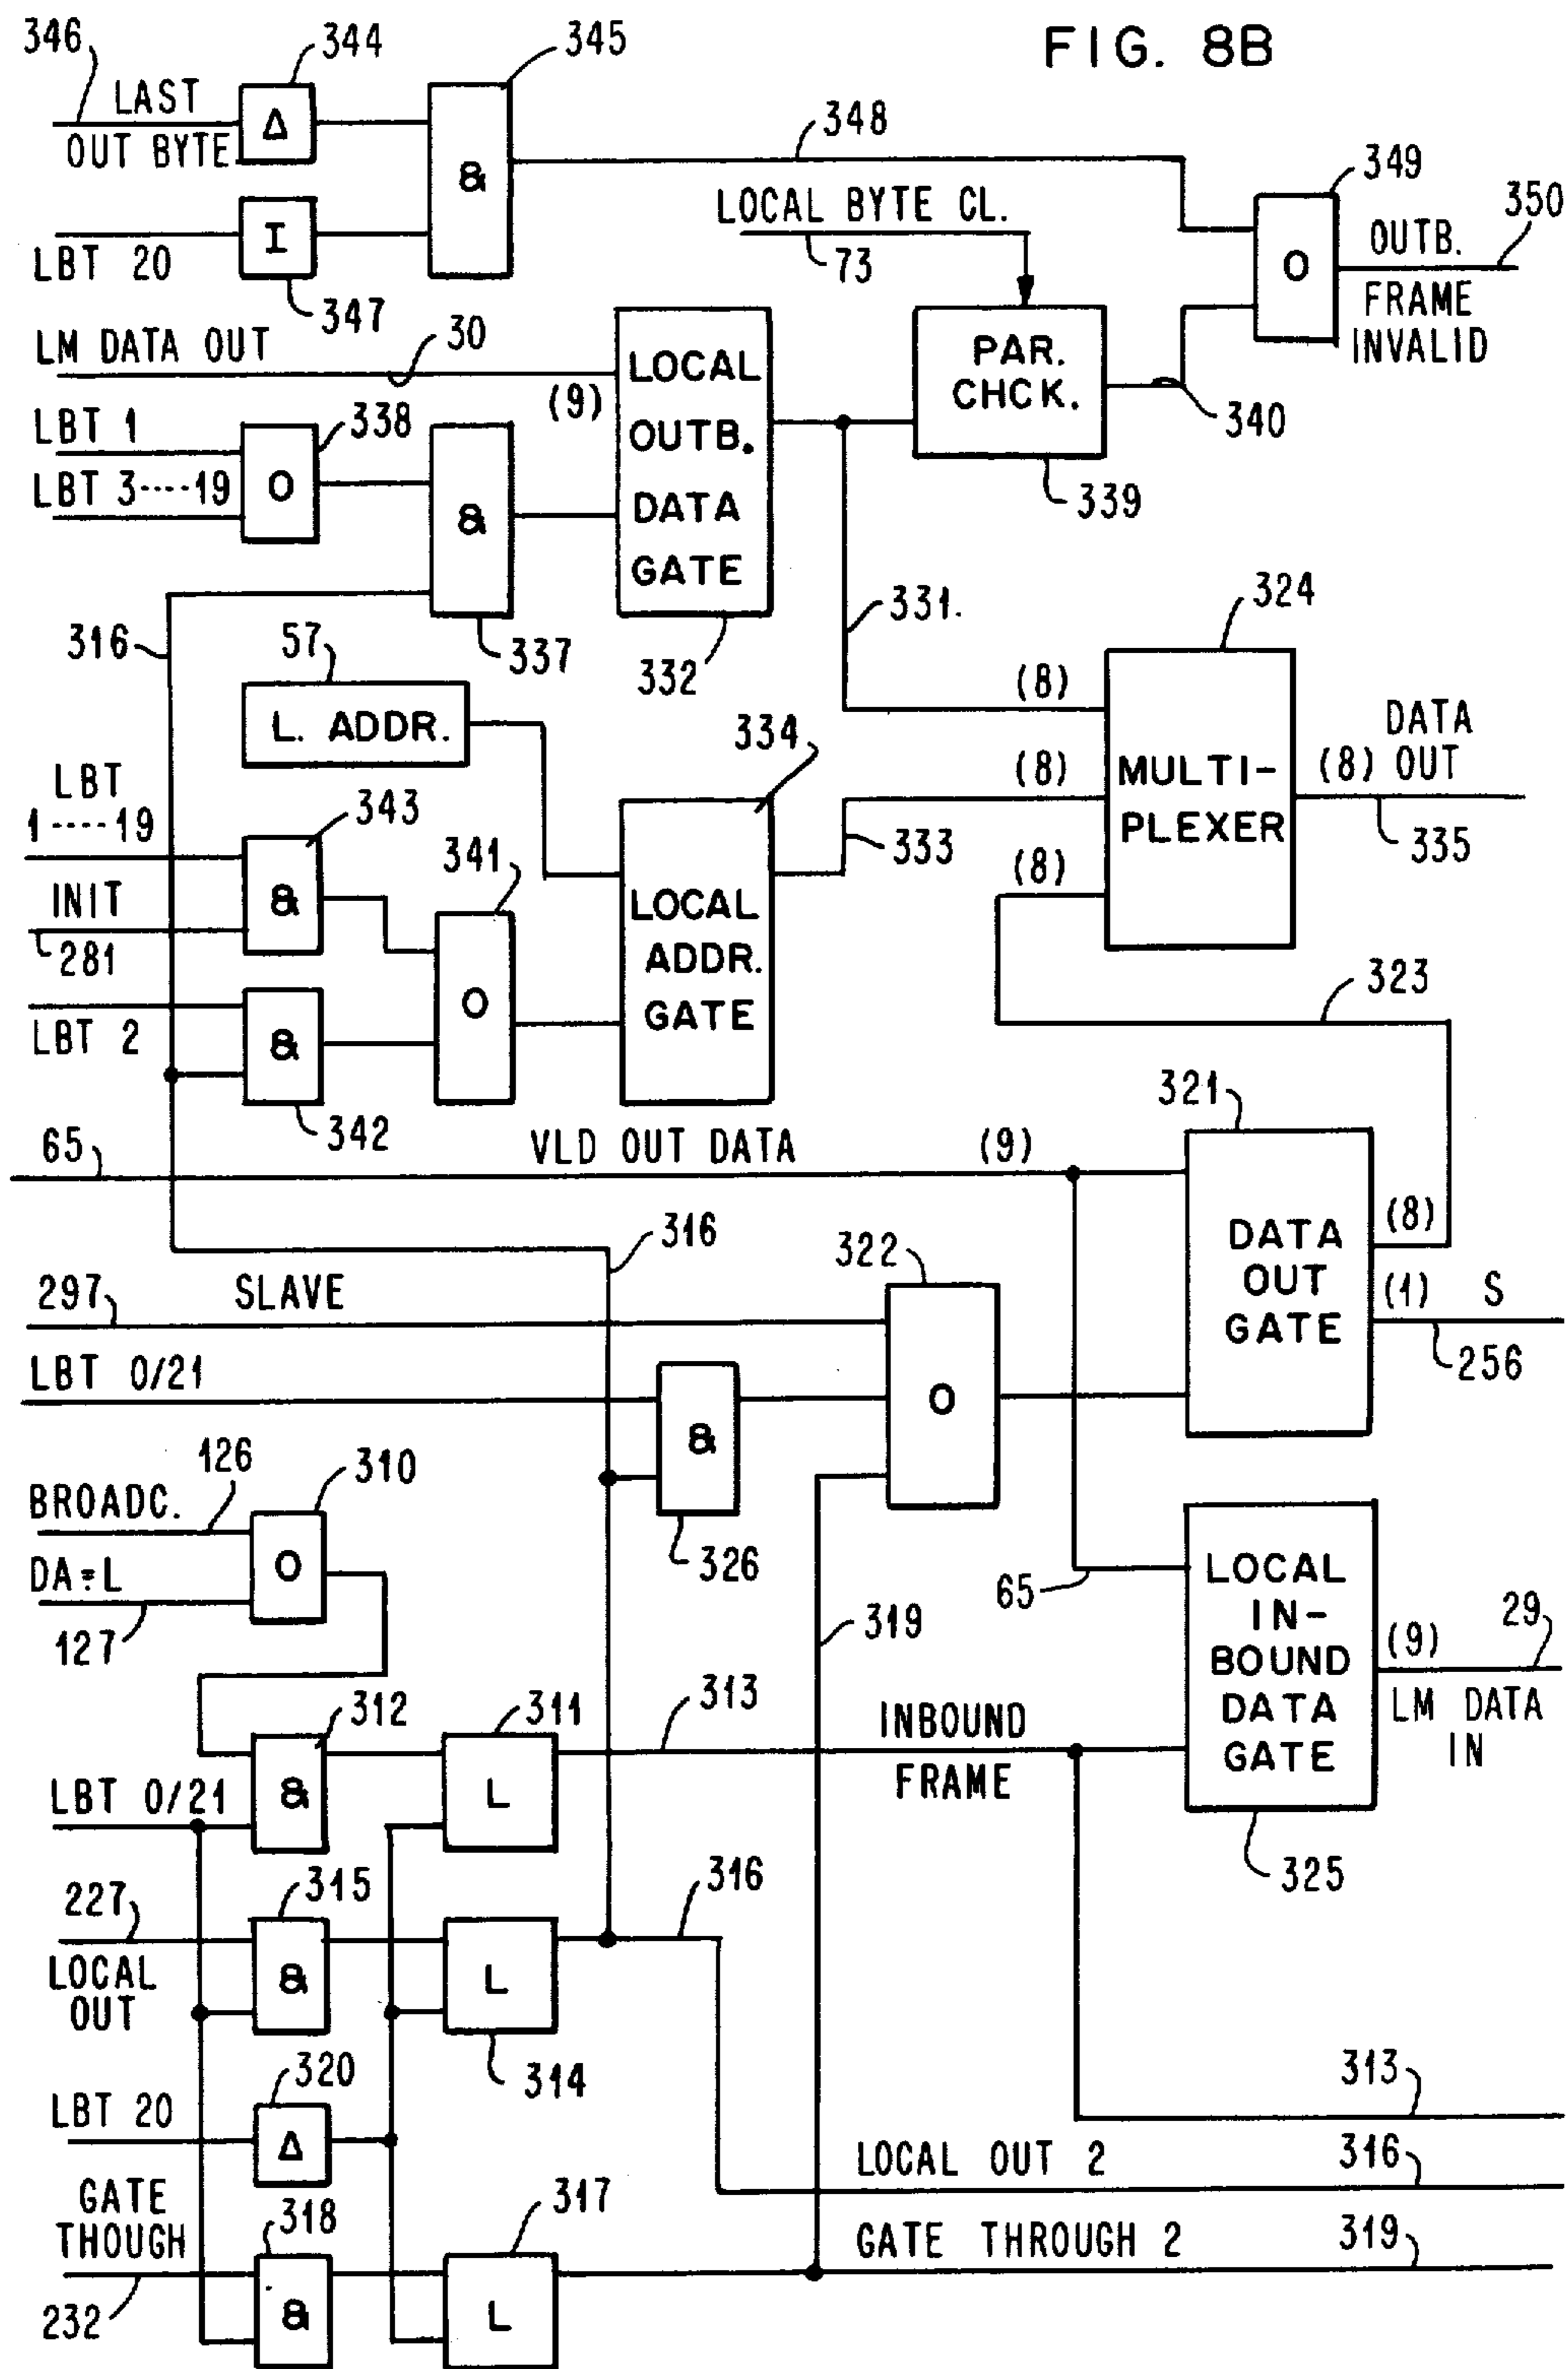 FIG. 8B
346
344
345
LAST
Δ
OUT BYTE
&
348
349
350
LOCAL BYTE CL.
73
I
LBT 20
347
O
OUTB.
FRAME
INVALID
LM DATA OUT
30
(9)
LOCAL
OUTB.
DATA
GATE
332
PAR.
CHCK.
340
339
LBT 1
338
LBT 3----19
O
&
337
316
331.
324
57
L. ADDR.
(8)
334
DATA
OUT
(8)
(8)
MULTI-
PLEXER
335
LBT
1----19
343
&
341
333
(8)
INIT
281
LOCAL
ADDR.
GATE
O
LBT 2
&
342
323
321
65
VLD OUT DATA
(9)
DATA
OUT
GATE
(8)
316
322
297
SLAVE
(1)
S
256
LBT 0/21
&
O
326
126
310
BROADC.
O
DA=L
127
65
LOCAL
IN-
BOUND
DATA
GATE
(9)
29
LM DATA
IN
319
312
311
313
INBOUND
FRAME
&
L
LBT 0/21
325
227
315
316
LOCAL
OUT
&
L
314
320
313
LBT 20
Δ
LOCAL OUT 2
316
GATE
THOUGH
318
317
GATE THROUGH 2
319
232
&
L